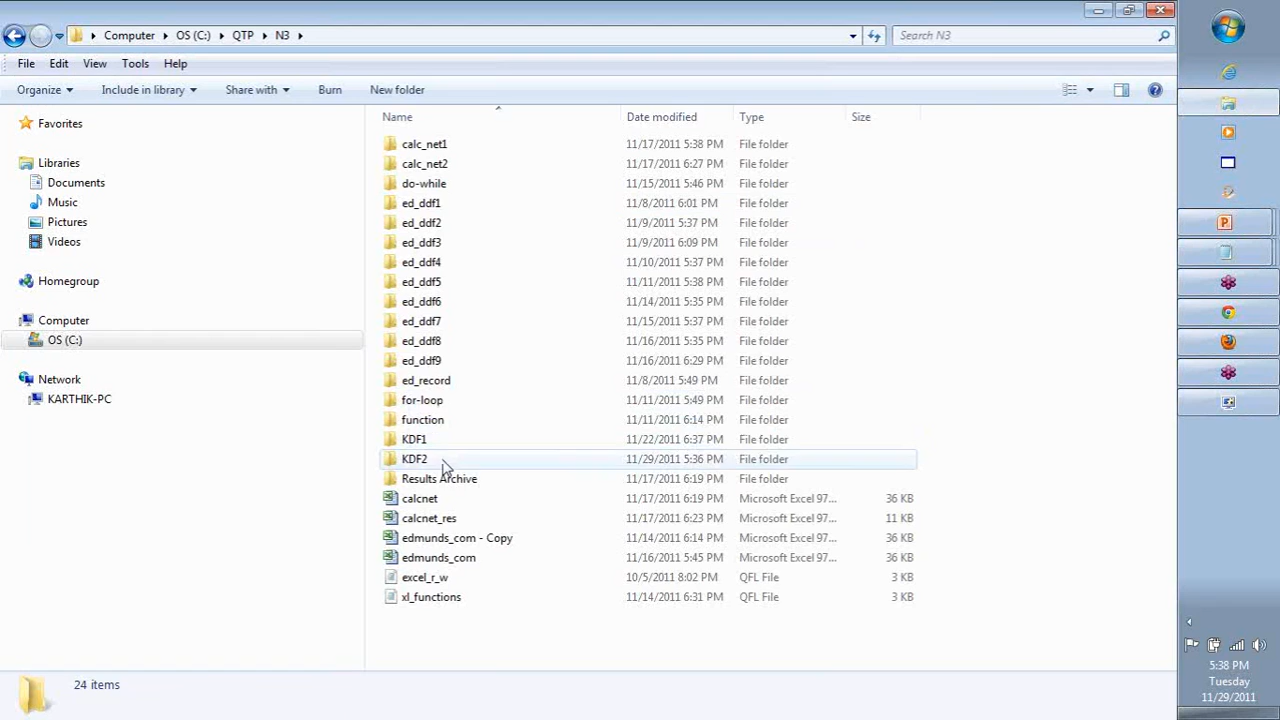 Computer OS (C:) QTP N3
Search N3
File Edit View Tools Help
Organize Include in library Share with Burn New folder
Name Date modified Type Size
Favorites
Libraries
Documents
Music
Pictures
Videos
Homegroup
Computer
OS (C:)
Network
KARTHIK-PC
calc_net1 11/17/2011 5:38 PM File folder
calc_net2 11/17/2011 6:27 PM File folder
do-while 11/15/2011 5:46 PM File folder
ed_ddf1 11/8/2011 6:01 PM File folder
ed_ddf2 11/9/2011 5:37 PM File folder
ed_ddf3 11/9/2011 6:09 PM File folder
ed_ddf4 11/10/2011 5:37 PM File folder
ed_ddf5 11/11/2011 5:38 PM File folder
ed_ddf6 11/14/2011 5:35 PM File folder
ed_ddf7 11/15/2011 5:37 PM File folder
ed_ddf8 11/16/2011 5:35 PM File folder
ed_ddf9 11/16/2011 6:29 PM File folder
ed_record 11/8/2011 5:49 PM File folder
for-loop 11/11/2011 5:49 PM File folder
function 11/11/2011 6:14 PM File folder
KDF1 11/22/2011 6:37 PM File folder
KDF2 11/29/2011 5:36 PM File folder
Results Archive 11/17/2011 6:19 PM File folder
calcnet 11/17/2011 6:19 PM Microsoft Excel 97... 36 KB
calcnet_res 11/17/2011 6:23 PM Microsoft Excel 97... 11 KB
edmunds_com - Copy 11/14/2011 6:14 PM Microsoft Excel 97... 36 KB
edmunds_com 11/16/2011 5:45 PM Microsoft Excel 97... 36 KB
excel_r_w 10/5/2011 8:02 PM QFL File 3 KB
xl_functions 11/14/2011 6:31 PM QFL File 3 KB
24 items
5:38 PM
Tuesday
11/29/2011